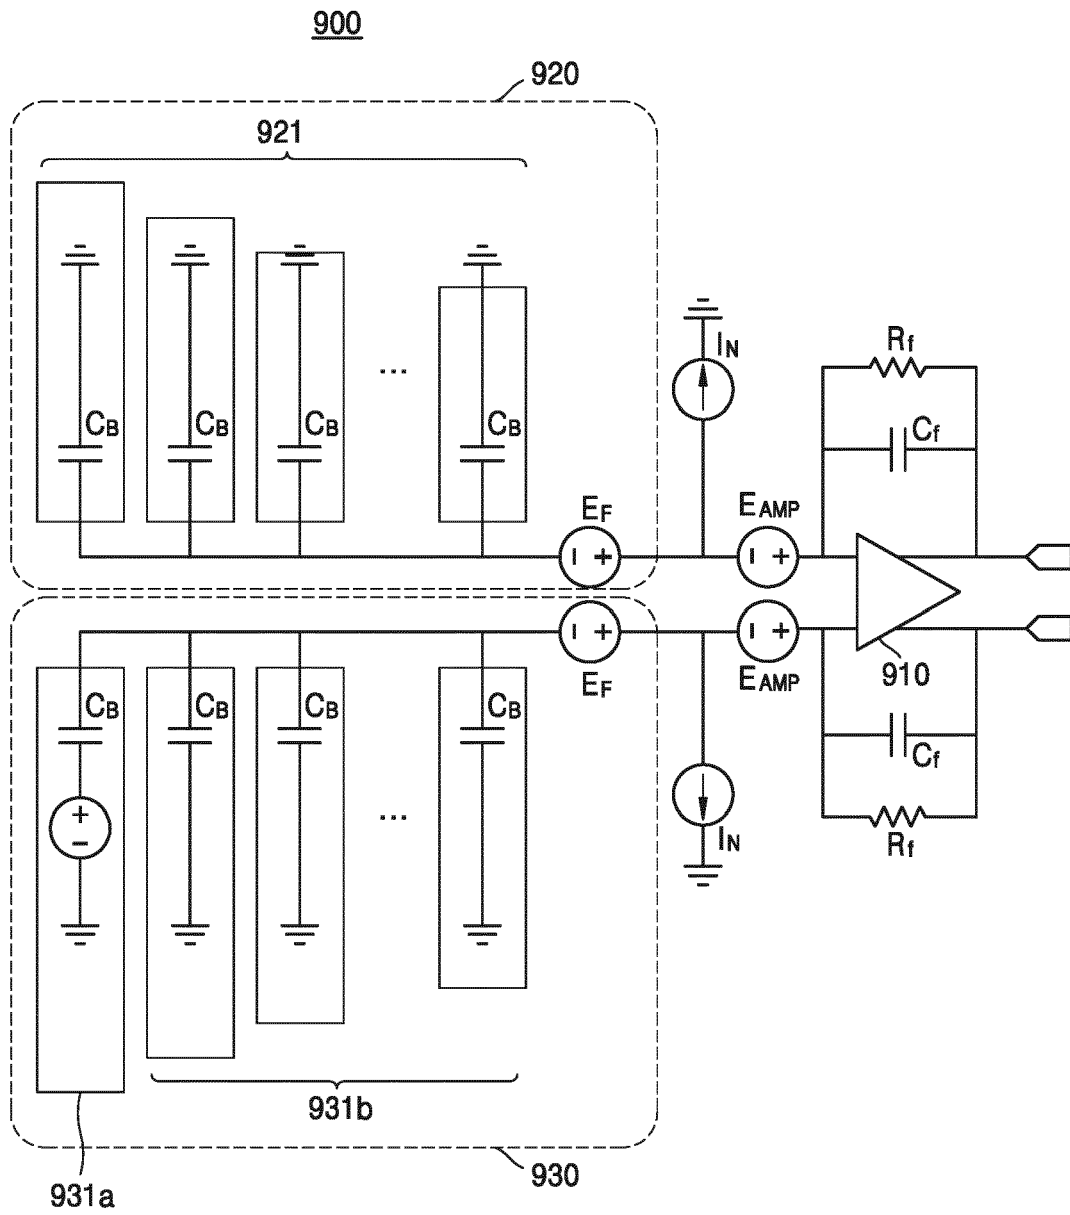 900
920
921
C_B C_B C_B ... C_B
I_N
R_f
C_f
E_F
E_AMP
- +
- +
- +
- +
E_F
E_AMP
910
C_B C_B C_B C_B
+
-
...
C_f
I_N
R_f
931b
931a
930